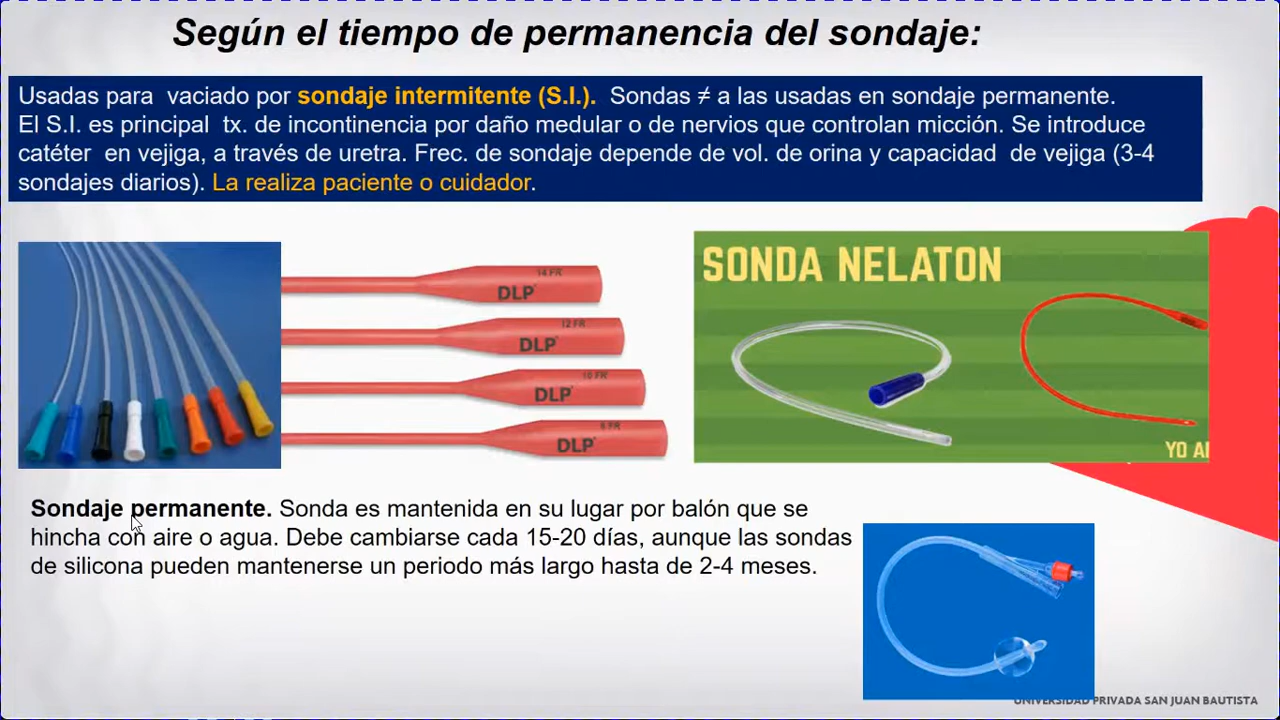 Según el tiempo de permanencia del sondaje:
Usadas para vaciado por sondaje intermitente (S.I.). Sondas ≠ a las usadas en sondaje permanente.
El S.I. es principal tx. de incontinencia por daño medular o de nervios que controlan micción. Se introduce
catéter en vejiga, a través de uretra. Frec. de sondaje depende de vol. de orina y capacidad de vejiga (3-4
sondajes diarios). La realiza paciente o cuidador.
14 FR
DLP
12 FR
DLP
10 FR
DLP
DLP
SONDA NELATON
YO A
Sondaje permanente. Sonda es mantenida en su lugar por balón que se
hincha con aire o agua. Debe cambiarse cada 15-20 días, aunque las sondas
de silicona pueden mantenerse un periodo más largo hasta de 2-4 meses.
UNIVERSIDAD PRIVADA SAN JUAN BAUTISTA